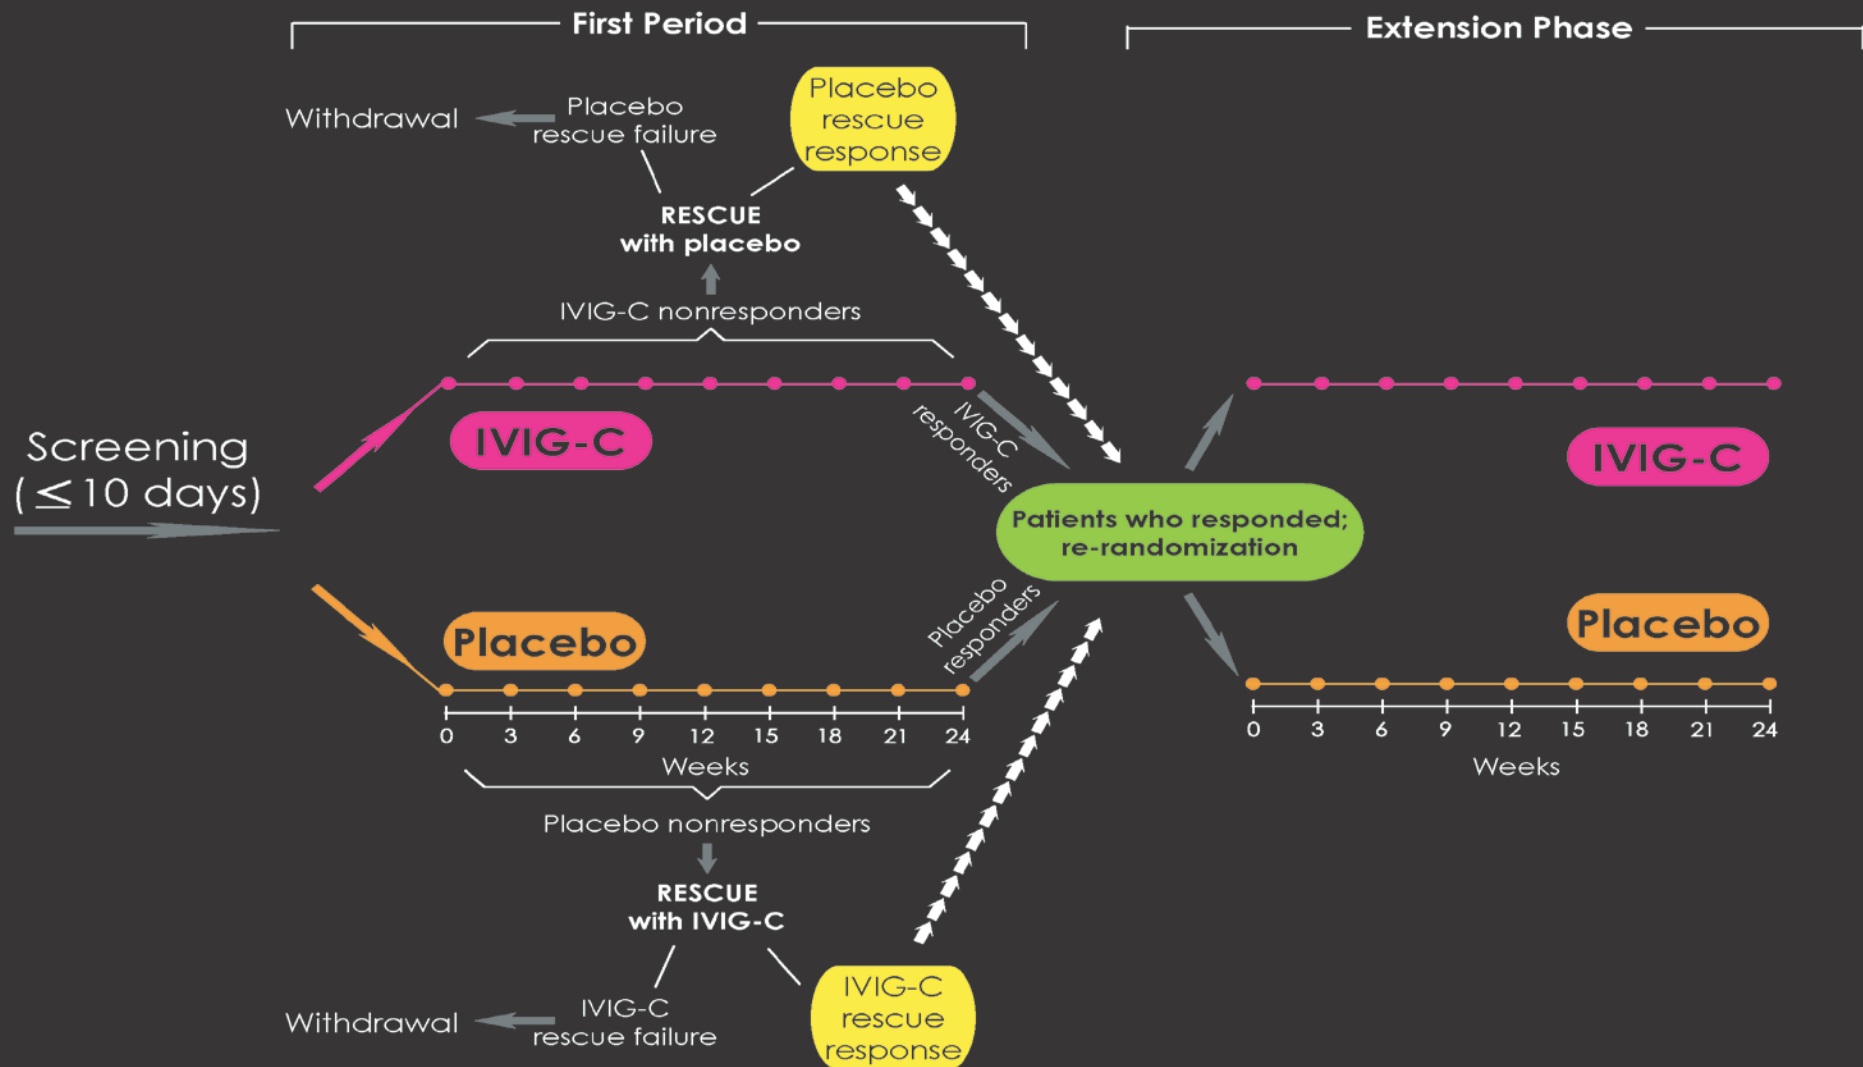 First Period
Extension Phase
Withdrawal
Placebo
rescue failure
Placebo
rescue
response
RESCUE
with placebo
IVIG-C nonresponders
IVIG-C
Screening
(≤10 days)
IVIG-C
responders
Patients who responded;
re-randomization
IVIG-C
Placebo
Placebo
responders
Placebo
0 3 6 9 12 15 18 21 24
Weeks
0 3 6 9 12 15 18 21 24
Weeks
Placebo nonresponders
RESCUE
with IVIG-C
Withdrawal
IVIG-C
rescue failure
IVIG-C
rescue
response